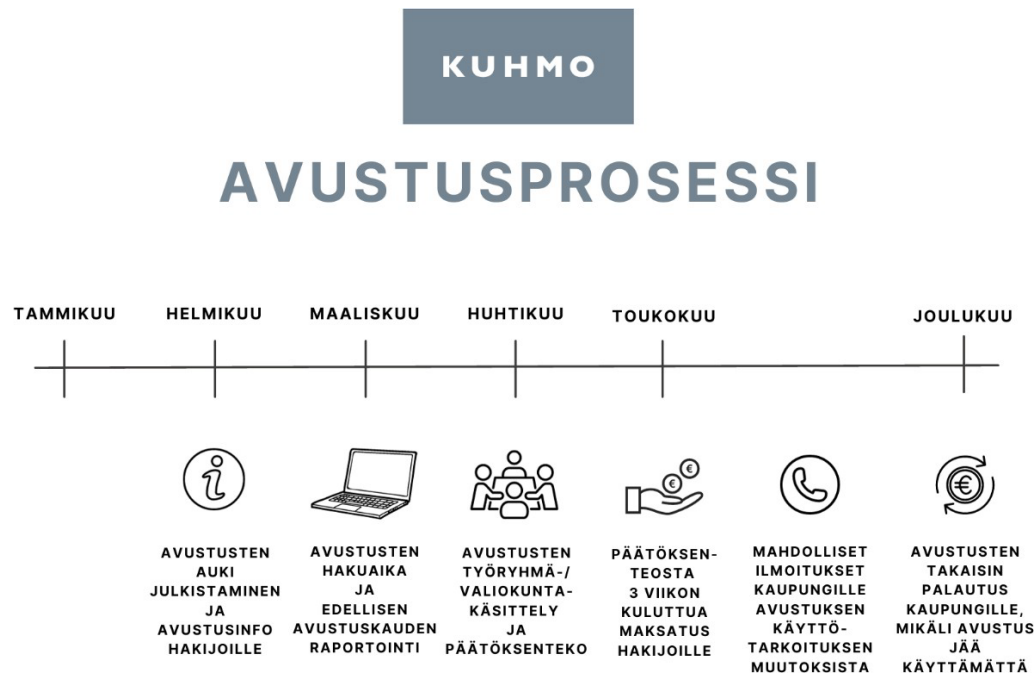 KUHMO
AVUSTUSPROSESSI
TAMMIKUU
HELMIKUU
MAALISKUU
HUHTIKUU
TOUKOKUU
JOULUKUU
AVUSTUSTEN
AUKI
JULKISTAMINEN
JA
AVUSTUSINFO
HAKIJOILLE
AVUSTUSTEN
HAKUAIKA
JA
EDELLISEN
AVUSTUSKAUDEN
RAPORTOINTI
AVUSTUSTEN
TYÖRYHMÄ-/
VALIOKUNTA-
KÄSITTELY
JA
PÄÄTÖKSENTEKO
PÄÄTÖKSEN-
TEOSTA
3 VIIKON
KULUTTUA
MAKSATUS
HAKIJOILLE
MAHDOLLISET
ILMOITUKSET
KAUPUNGILLE
AVUSTUKSEN
KÄYTTÖ-
TARKOITUKSEN
MUUTOKSISTA
AVUSTUSTEN
TAKAISIN
PALAUTUS
KAUPUNGILLE,
MIKÄLI AVUSTUS
JÄÄ
KÄYTTÄMÄTTÄ